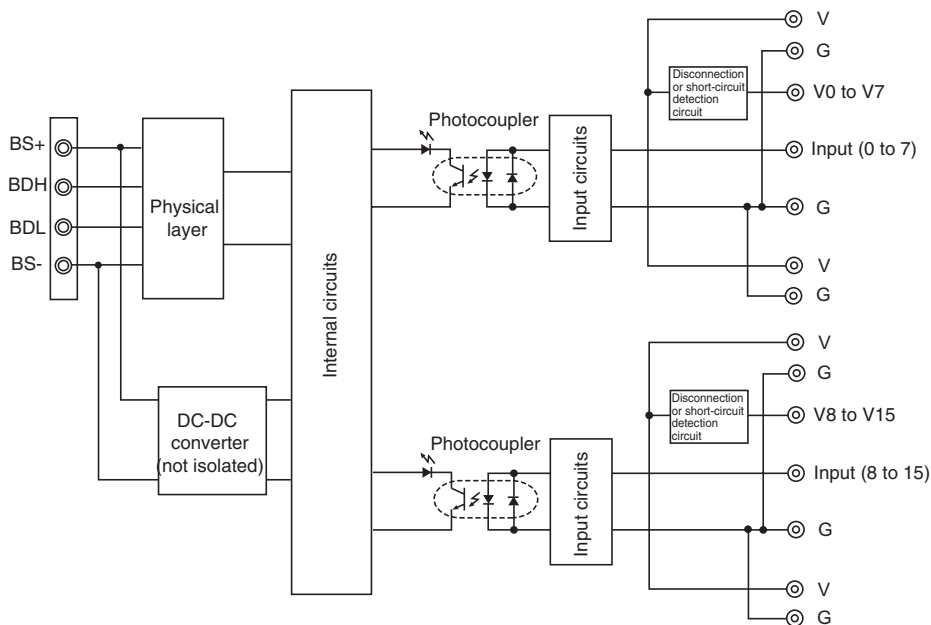 BS+
BDH
BDL
BS-
Physical
layer
DC-DC
converter
(not isolated)
Internal circuits
Photocoupler
Input circuits
V
G
Disconnection
or short-circuit
detection
circuit
V0 to V7
Input (0 to 7)
G
V
G
Photocoupler
Input circuits
V
G
Disconnection
or short-circuit
detection
circuit
V8 to V15
Input (8 to 15)
G
V
G